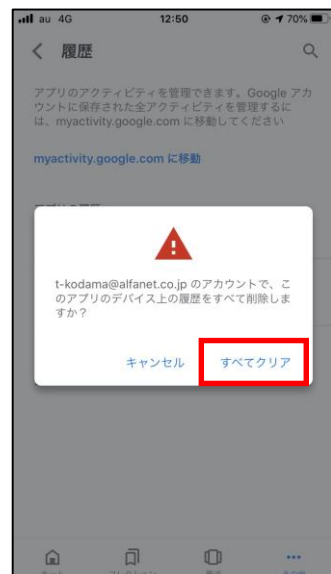 au 4G 12:50 70%
履歴
アプリのアクティビティを管理できます。Google アカ
ウントに保存された全アクティビティを管理するに
は、myactivity.google.com に移動してください
myactivity.google.com に移動
t-kodama@alfanet.co.jp のアカウントで、こ
のアプリのデバイス上の履歴をすべて削除しま
すか？
キャンセル すべてクリア